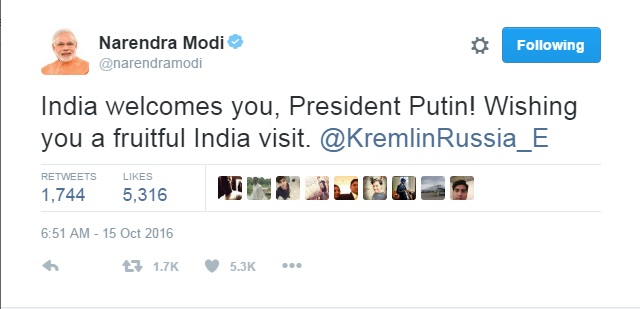 Narendra Modi
@narendramodi
Following
India welcomes you, President Putin! Wishing
you a fruitful India visit. @KremlinRussia_E
RETWEETS LIKES
1,744 5,316
6:51 AM - 15 Oct 2016
1.7K 5.3K